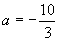 a = −10/3